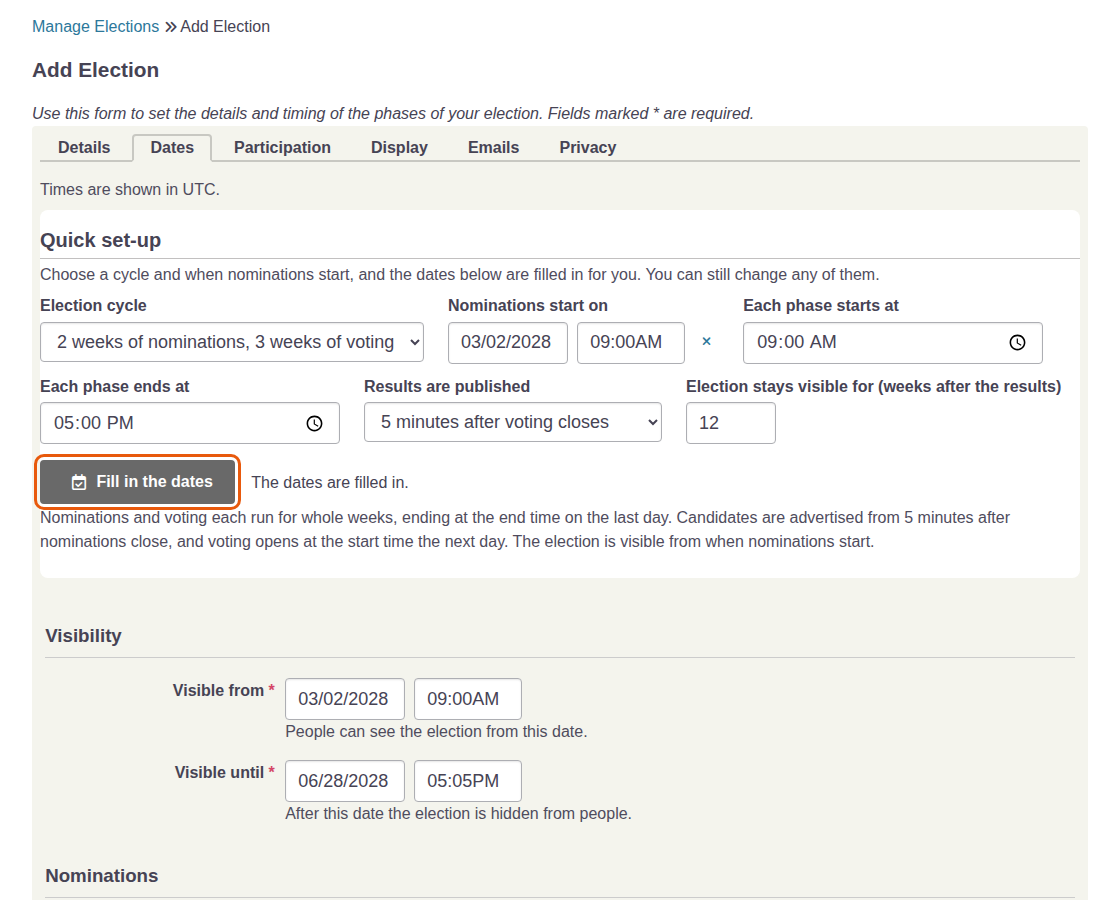 Manage Elections » Add Election
Add Election
Use this form to set the details and timing of the phases of your election. Fields marked * are required.
Details Dates Participation Display Emails Privacy
Times are shown in UTC.
Quick set-up
Choose a cycle and when nominations start, and the dates below are filled in for you. You can still change any of them.
Election cycle Nominations start on Each phase starts at
2 weeks of nominations, 3 weeks of voting 03/02/2028 09:00AM × 09:00 AM
Each phase ends at Results are published Election stays visible for (weeks after the results)
05:00 PM 5 minutes after voting closes 12
Fill in the dates The dates are filled in.
Nominations and voting each run for whole weeks, ending at the end time on the last day. Candidates are advertised from 5 minutes after
nominations close, and voting opens at the start time the next day. The election is visible from when nominations start.
Visibility
Visible from * 03/02/2028 09:00AM
People can see the election from this date.
Visible until * 06/28/2028 05:05PM
After this date the election is hidden from people.
Nominations